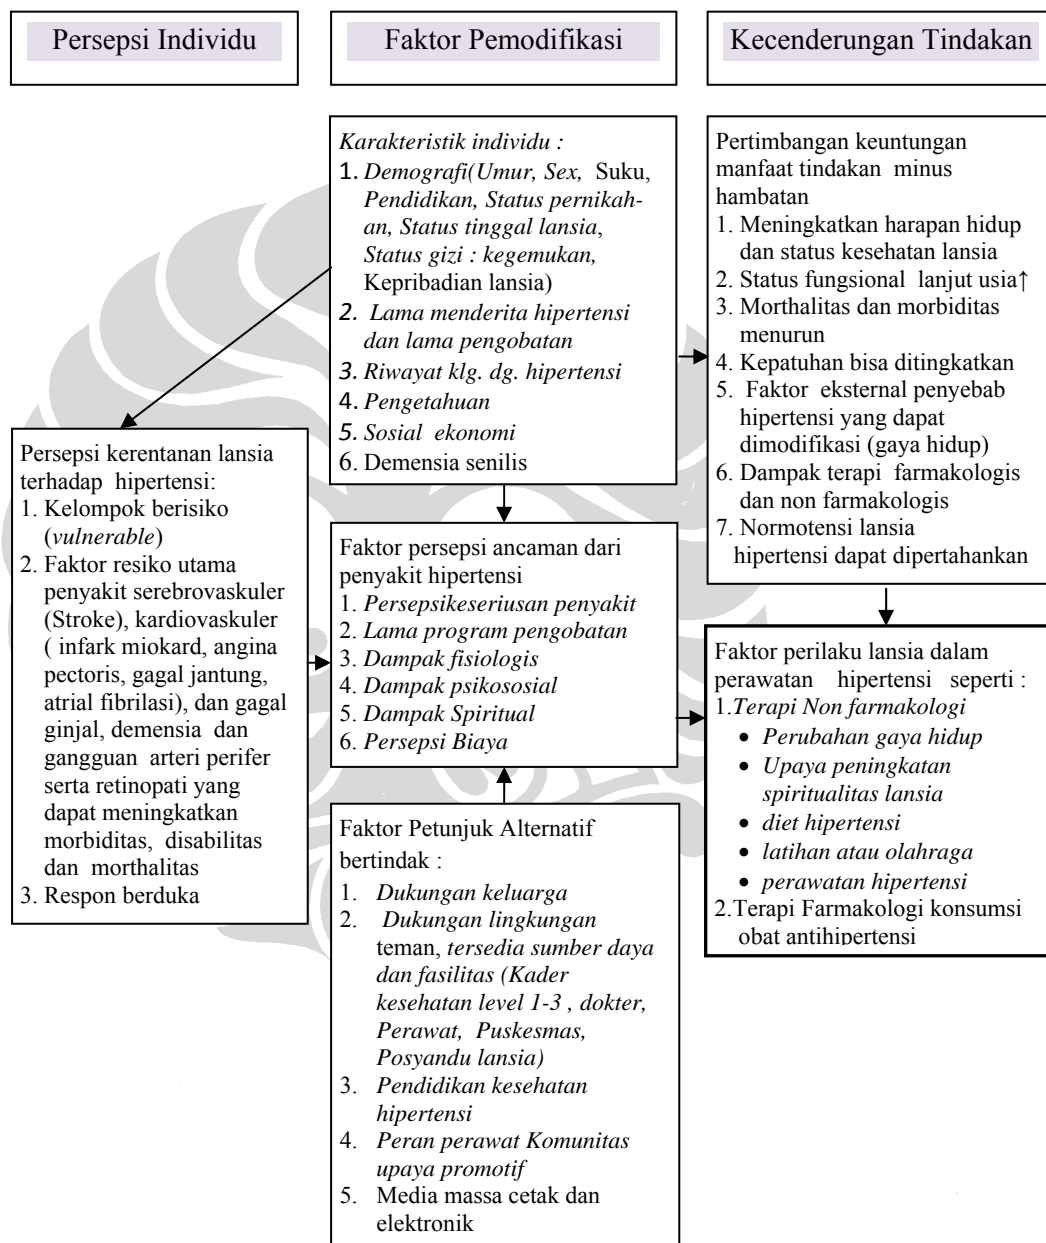 Persepsi Individu
Faktor Pemodifikasi
Kecenderungan Tindakan
Karakteristik individu :
1. Demografi(Umur, Sex, Suku,
Pendidikan, Status pernikah-
an, Status tinggal lansia,
Status gizi : kegemukan,
Kepribadian lansia)
2. Lama menderita hipertensi
dan lama pengobatan
3. Riwayat klg. dg. hipertensi
4. Pengetahuan
5. Sosial ekonomi
6. Demensia senilis
Pertimbangan keuntungan
manfaat tindakan minus
hambatan
1. Meningkatkan harapan hidup
dan status kesehatan lansia
2. Status fungsional lanjut usia↑
3. Morthalitas dan morbiditas
menurun
4. Kepatuhan bisa ditingkatkan
5. Faktor eksternal penyebab
hipertensi yang dapat
dimodifikasi (gaya hidup)
6. Dampak terapi farmakologis
dan non farmakologis
7. Normotensi lansia
hipertensi dapat dipertahankan
Persepsi kerentanan lansia
terhadap hipertensi:
1. Kelompok berisiko
(vulnerable)
2. Faktor resiko utama
penyakit serebrovaskuler
(Stroke), kardiovaskuler
( infark miokard, angina
pectoris, gagal jantung,
atrial fibrilasi), dan gagal
ginjal, demensia dan
gangguan arteri perifer
serta retinopati yang
dapat meningkatkan
morbiditas, disabilitas
dan morthalitas
3. Respon berduka
Faktor persepsi ancaman dari
penyakit hipertensi
1. Persepsikeseriusan penyakit
2. Lama program pengobatan
3. Dampak fisiologis
4. Dampak psikososial
5. Dampak Spiritual
6. Persepsi Biaya
Faktor perilaku lansia dalam
perawatan hipertensi seperti :
1.Terapi Non farmakologi
• Perubahan gaya hidup
• Upaya peningkatan
spiritualitas lansia
• diet hipertensi
• latihan atau olahraga
• perawatan hipertensi
2.Terapi Farmakologi konsumsi
obat antihipertensi
Faktor Petunjuk Alternatif
bertindak :
1. Dukungan keluarga
2. Dukungan lingkungan
teman, tersedia sumber daya
dan fasilitas (Kader
kesehatan level 1-3 , dokter,
Perawat, Puskesmas,
Posyandu lansia)
3. Pendidikan kesehatan
hipertensi
4. Peran perawat Komunitas
upaya promotif
5. Media massa cetak dan
elektronik